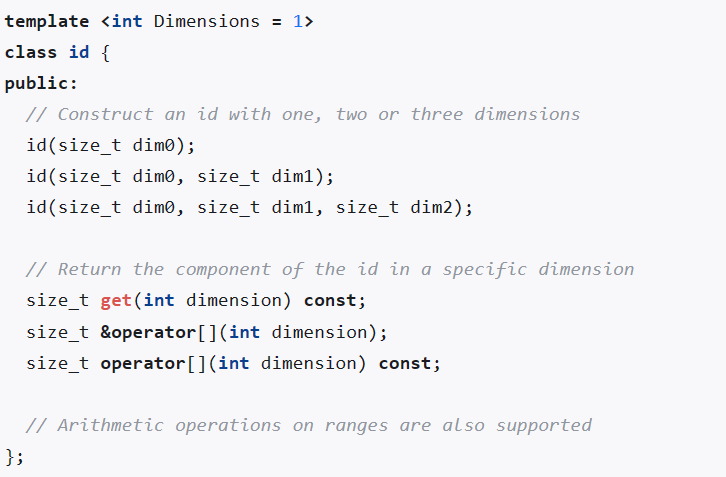 template <int Dimensions = 1>
class id {
public:
  // Construct an id with one, two or three dimensions
  id(size_t dim0);
  id(size_t dim0, size_t dim1);
  id(size_t dim0, size_t dim1, size_t dim2);

  // Return the component of the id in a specific dimension
  size_t get(int dimension) const;
  size_t &operator[](int dimension);
  size_t operator[](int dimension) const;

  // Arithmetic operations on ranges are also supported
};